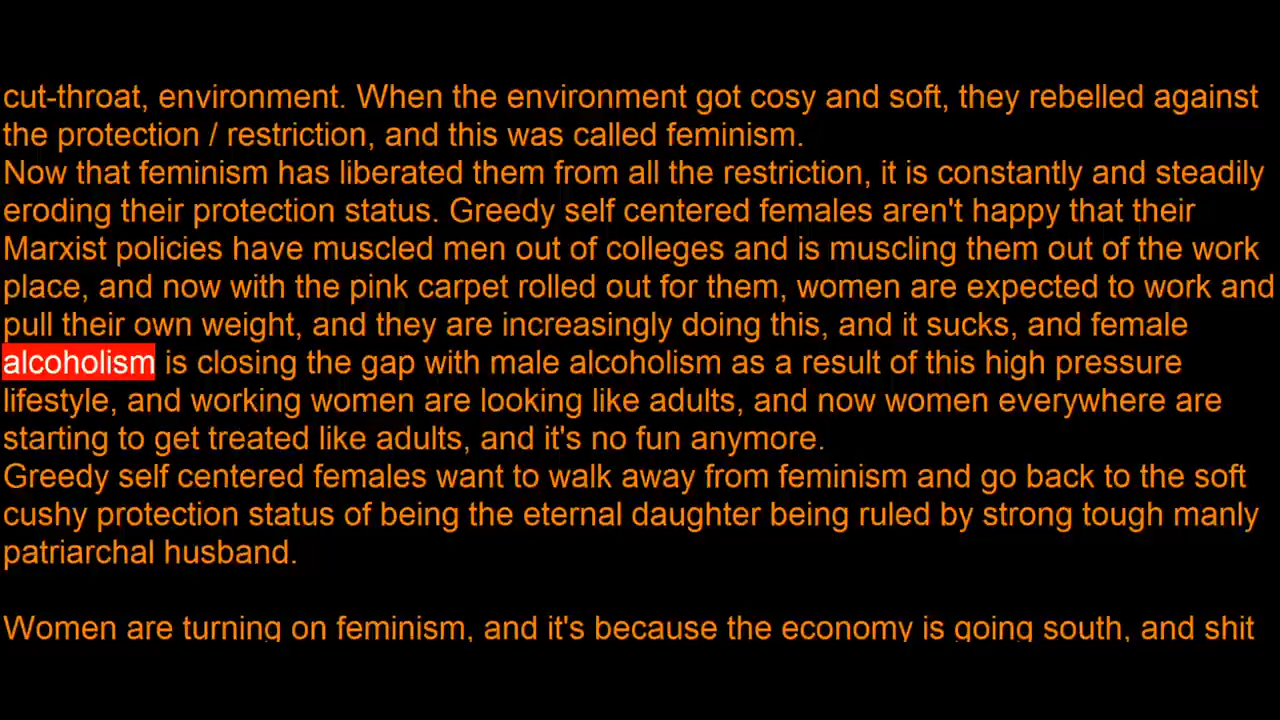 cut-throat, environment. When the environment got cosy and soft, they rebelled against
the protection / restriction, and this was called feminism.
Now that feminism has liberated them from all the restriction, it is constantly and steadily
eroding their protection status. Greedy self centered females aren't happy that their
Marxist policies have muscled men out of colleges and is muscling them out of the work
place, and now with the pink carpet rolled out for them, women are expected to work and
pull their own weight, and they are increasingly doing this, and it sucks, and female
alcoholism is closing the gap with male alcoholism as a result of this high pressure
lifestyle, and working women are looking like adults, and now women everywhere are
starting to get treated like adults, and it's no fun anymore.
Greedy self centered females want to walk away from feminism and go back to the soft
cushy protection status of being the eternal daughter being ruled by strong tough manly
patriarchal husband.
Women are turning on feminism, and it's because the economy is going south, and shit